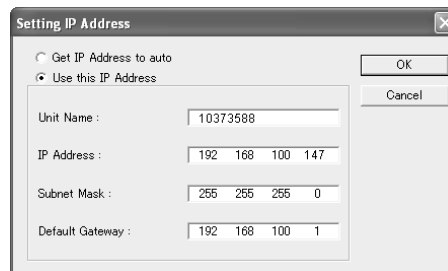 Setting IP Address
Get IP Address to auto
Use this IP Address
OK
Cancel
Unit Name : 10373588
IP Address : 192 168 100 147
Subnet Mask : 255 255 255 0
Default Gateway : 192 168 100 1